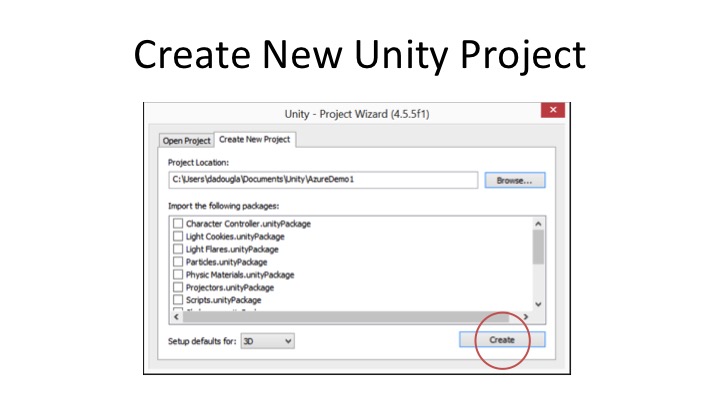 Create New Unity Project
Unity - Project Wizard (4.5.5f1)
Open Project
Create New Project
Project Location:
C:\Users\dadougla\Documents\Unity\AzureDemo1
Browse...
Import the following packages:
Character Controller.unityPackage
Light Cookies.unityPackage
Light Flares.unityPackage
Particles.unityPackage
Physic Materials.unityPackage
Projectors.unityPackage
Scripts.unityPackage
Setup defaults for: 3D
Create